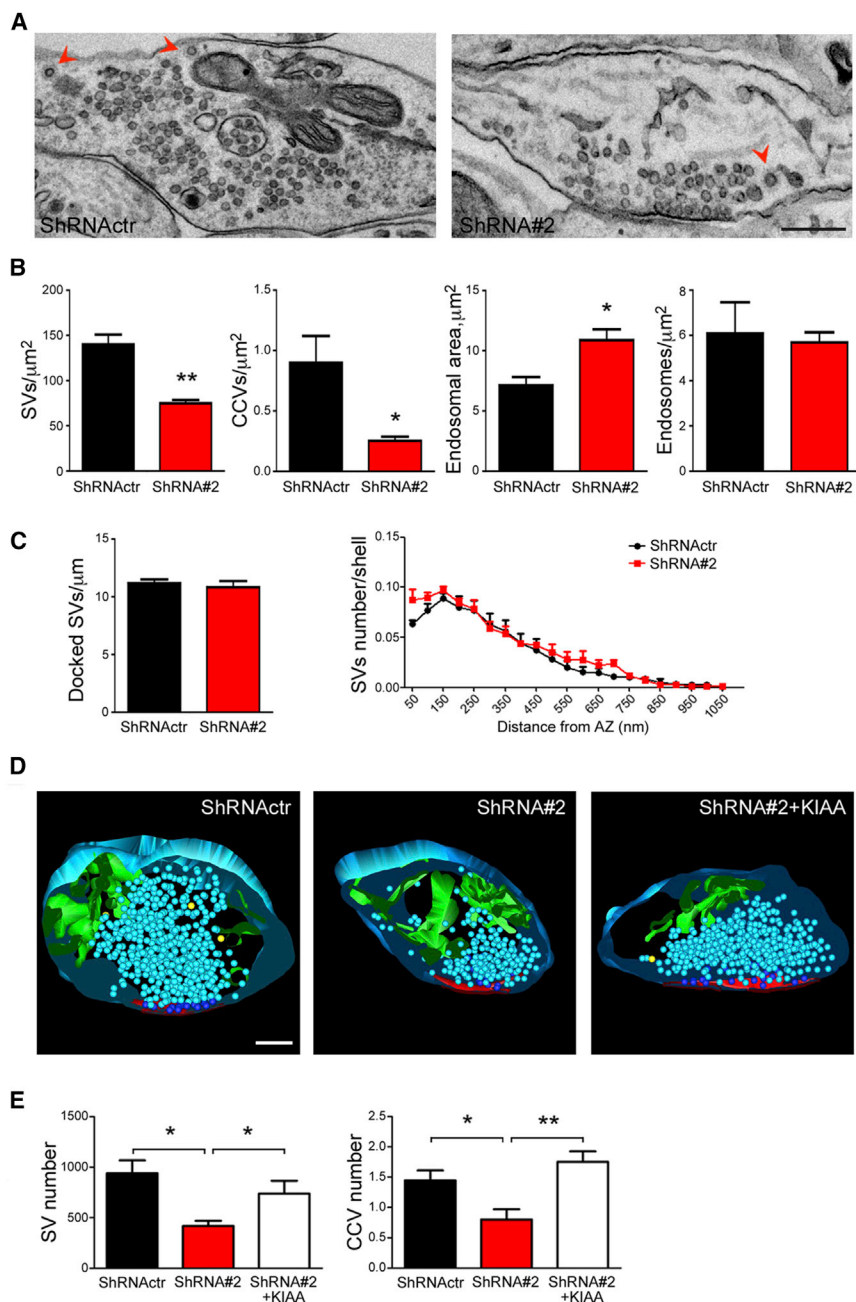 A
ShRNActr
ShRNA#2
B
SVs/μm2
200
150
100
50
0
**
ShRNActr
ShRNA#2
CCVs/μm2
1.5
1.0
0.5
0.0
*
ShRNActr
ShRNA#2
Endosomal area,μm2
15
10
5
0
*
ShRNActr
ShRNA#2
Endosomes/μm2
8
6
4
2
0
ShRNActr
ShRNA#2
C
Docked SVs/μm
15
10
5
0
ShRNActr
ShRNA#2
SVs number/shell
0.15
0.10
0.05
0.00
ShRNActr
ShRNA#2
50
150
250
350
450
550
650
750
850
950
1050
Distance from AZ (nm)
D
ShRNActr
ShRNA#2
ShRNA#2+KIAA
E
SV number
1500
1000
500
0
*
*
ShRNActr
ShRNA#2
ShRNA#2
+KIAA
CCV number
2.5
2.0
1.5
1.0
0.5
0.0
*
**
ShRNActr
ShRNA#2
ShRNA#2
+KIAA